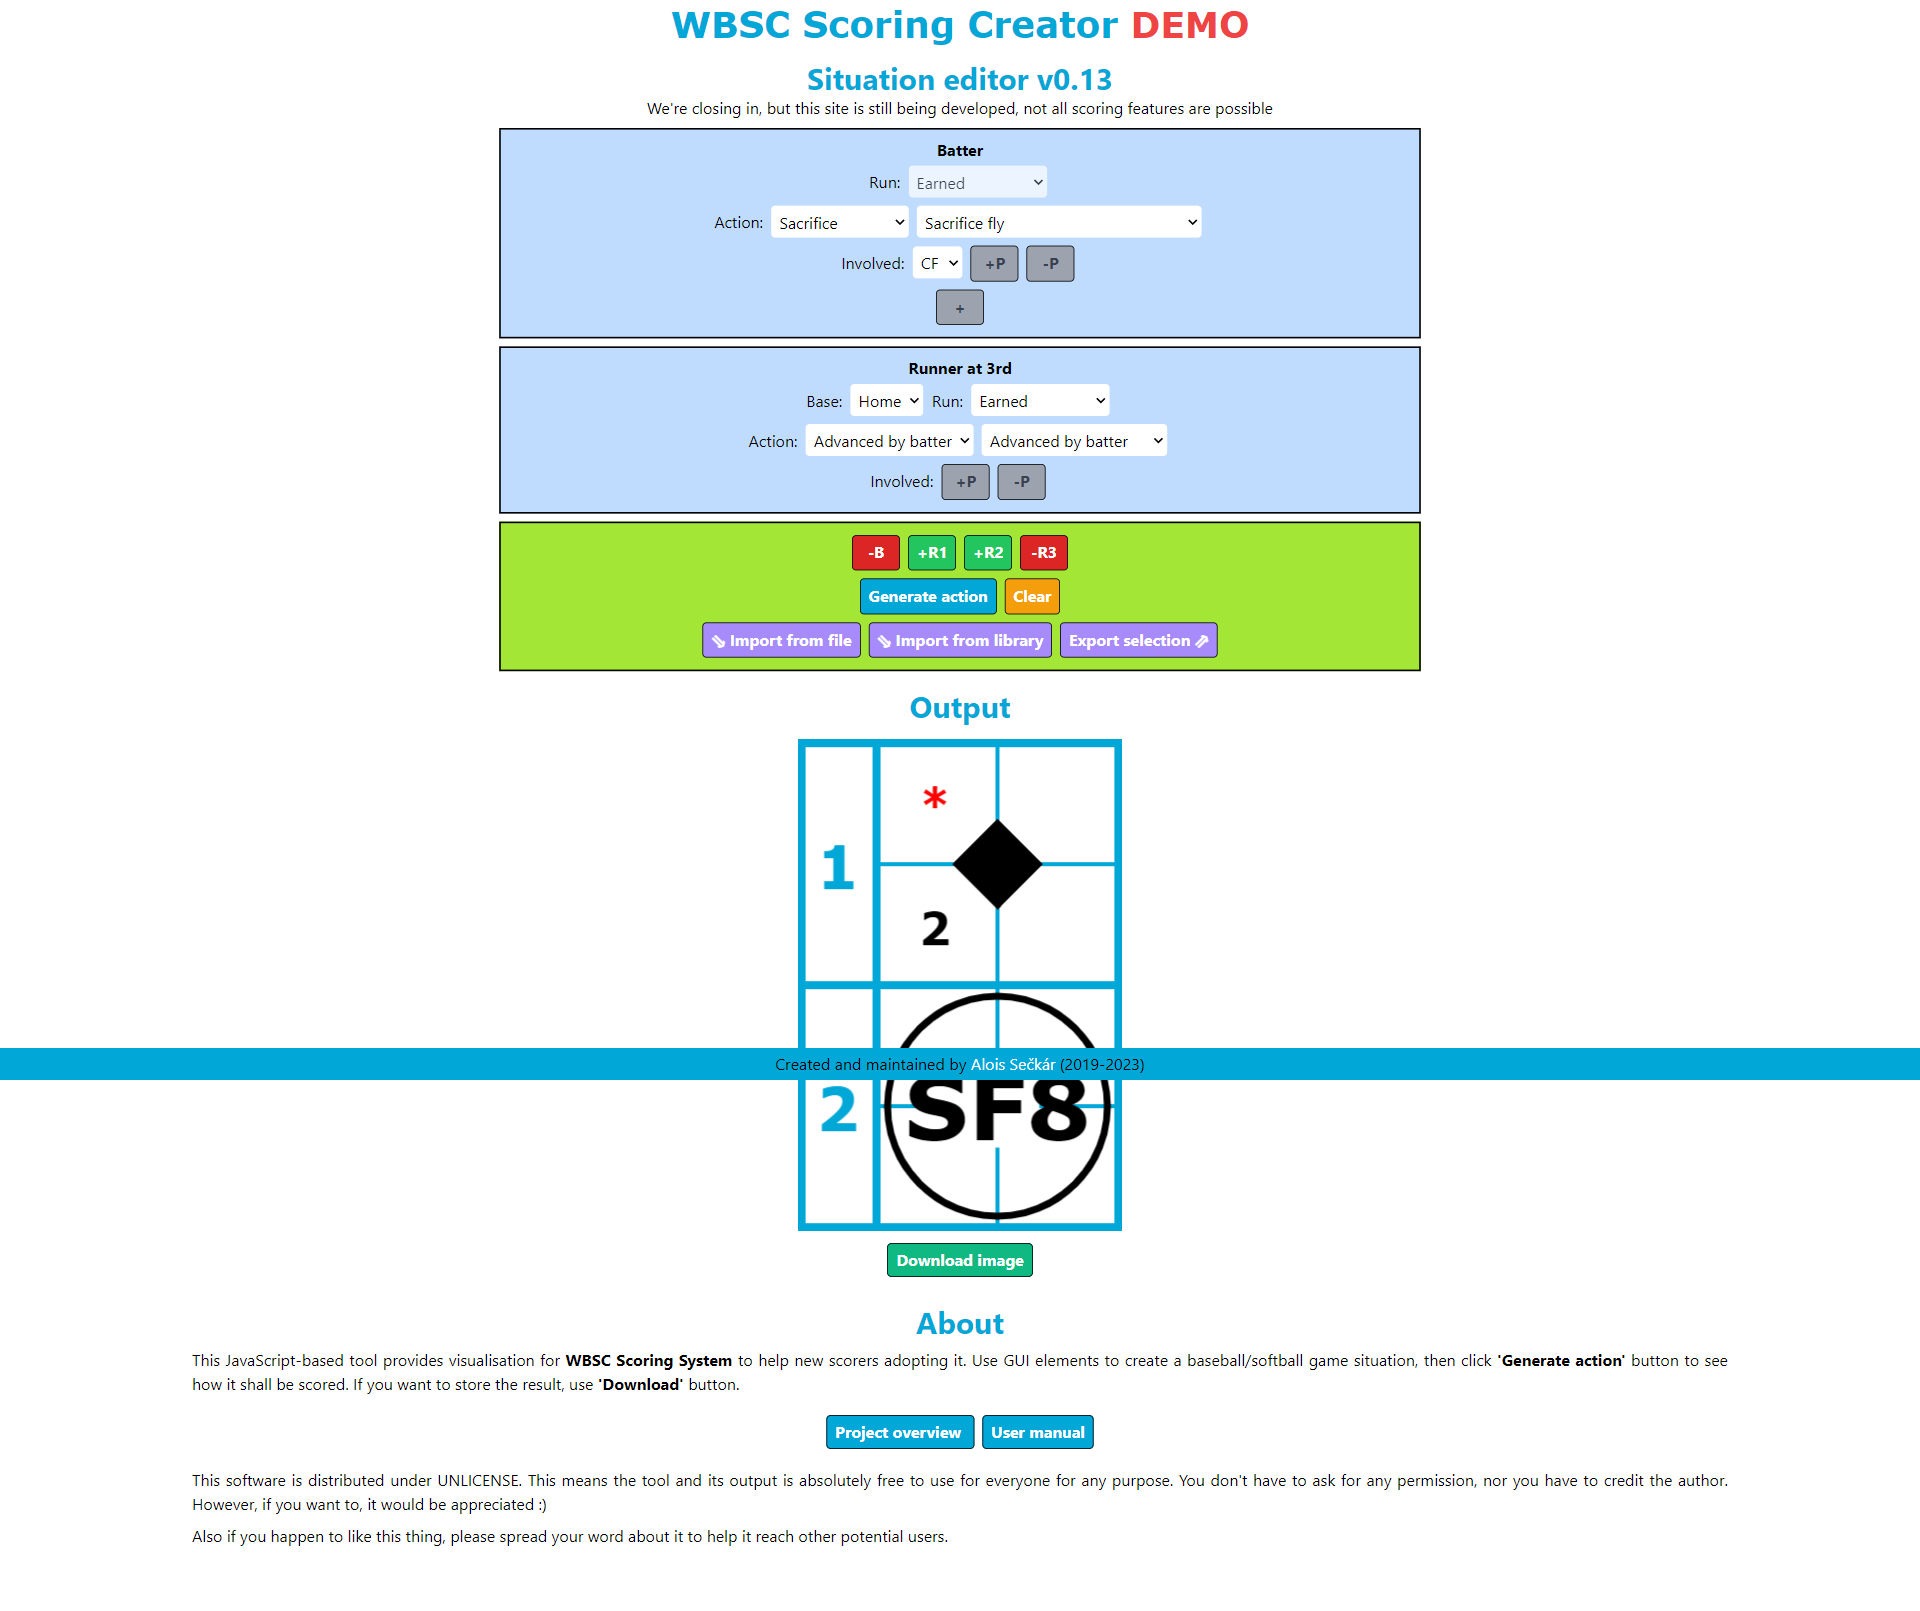 WBSC Scoring Creator DEMO
Situation editor v0.13
We're closing in, but this site is still being developed, not all scoring features are possible
Batter
Run: Earned
Action: Sacrifice Sacrifice fly
Involved: CF +P -P
+
Runner at 3rd
Base: Home Run: Earned
Action: Advanced by batter Advanced by batter
Involved: +P -P
-B +R1 +R2 -R3
Generate action Clear
⇘ Import from file ⇘ Import from library Export selection ⇗
Output
*
1
2
Created and maintained by Alois Sečkár (2019-2023)
2 SF8
Download image
About
This JavaScript-based tool provides visualisation for WBSC Scoring System to help new scorers adopting it. Use GUI elements to create a baseball/softball game situation, then click 'Generate action' button to see
how it shall be scored. If you want to store the result, use 'Download' button.
Project overview User manual
This software is distributed under UNLICENSE. This means the tool and its output is absolutely free to use for everyone for any purpose. You don't have to ask for any permission, nor you have to credit the author.
However, if you want to, it would be appreciated :)
Also if you happen to like this thing, please spread your word about it to help it reach other potential users.